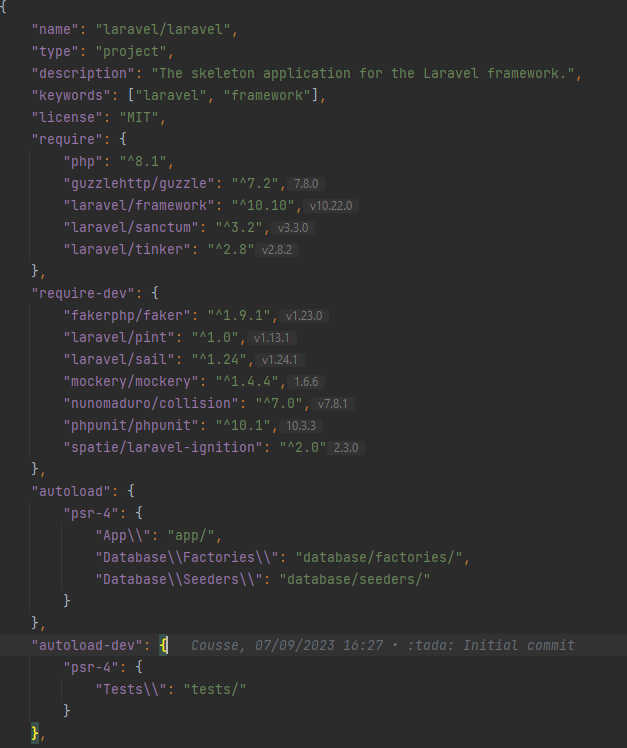 {
    "name": "laravel/laravel",
    "type": "project",
    "description": "The skeleton application for the Laravel framework.",
    "keywords": ["laravel", "framework"],
    "license": "MIT",
    "require": {
        "php": "^8.1",
        "guzzlehttp/guzzle": "^7.2", 7.8.0
        "laravel/framework": "^10.10", v10.22.0
        "laravel/sanctum": "^3.2", v3.3.0
        "laravel/tinker": "^2.8" v2.8.2
    },
    "require-dev": {
        "fakerphp/faker": "^1.9.1", v1.23.0
        "laravel/pint": "^1.0", v1.13.1
        "laravel/sail": "^1.24", v1.24.1
        "mockery/mockery": "^1.4.4", 1.6.6
        "nunomaduro/collision": "^7.0", v7.8.1
        "phpunit/phpunit": "^10.1", 10.3.3
        "spatie/laravel-ignition": "^2.0" 2.3.0
    },
    "autoload": {
        "psr-4": {
            "App\\": "app/",
            "Database\\Factories\\": "database/factories/",
            "Database\\Seeders\\": "database/seeders/"
        }
    },
    "autoload-dev": { Cousse, 07/09/2023 16:27 • :tada: Initial commit
        "psr-4": {
            "Tests\\": "tests/"
        }
    },